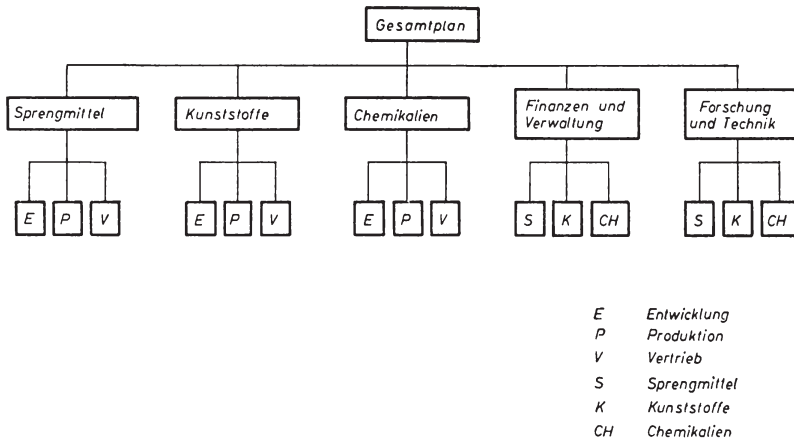 Gesamtplan
Sprengmittel
Kunststoffe
Chemikalien
Finanzen und
Verwaltung
Forschung
und Technik
E P V
E P V
E P V
S K CH
S K CH
E Entwicklung
P Produktion
V Vertrieb
S Sprengmittel
K Kunststoffe
CH Chemikalien